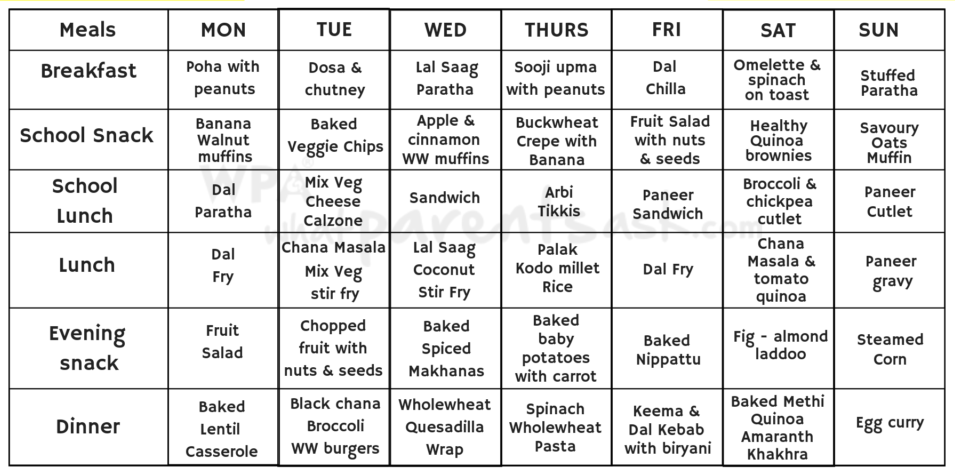 Meals MON TUE WED THURS FRI SAT SUN
Breakfast
Poha with
peanuts
Dosa &
chutney
Lal Saag
Paratha
Sooji upma
with peanuts
Dal
Chilla
Omelette &
spinach
on toast
Stuffed
Paratha
School Snack
Banana
Walnut
muffins
Baked
Veggie Chips
Apple &
cinnamon
WW muffins
Buckwheat
Crepe with
Banana
Fruit Salad
with nuts
& seeds
Healthy
Quinoa
brownies
Savoury
Oats
Muffin
School
Lunch
Dal
Paratha
Mix Veg
Cheese
Calzone
Sandwich
Arbi
Tikkis
Paneer
Sandwich
Broccoli &
chickpea
cutlet
Paneer
Cutlet
WPA
whatparentsask.com
Lunch
Dal
Fry
Chana Masala
Mix Veg
stir fry
Lal Saag
Coconut
Stir Fry
Palak
Kodo millet
Rice
Dal Fry
Chana
Masala &
tomato
quinoa
Paneer
gravy
Evening
snack
Fruit
Salad
Chopped
fruit with
nuts & seeds
Baked
Spiced
Makhanas
Baked
baby
potatoes
with carrot
Baked
Nippattu
Fig - almond
laddoo
Steamed
Corn
Dinner
Baked
Lentil
Casserole
Black chana
Broccoli
WW burgers
Wholewheat
Quesadilla
Wrap
Spinach
Wholewheat
Pasta
Keema &
Dal Kebab
with biryani
Baked Methi
Quinoa
Amaranth
Khakhra
Egg curry